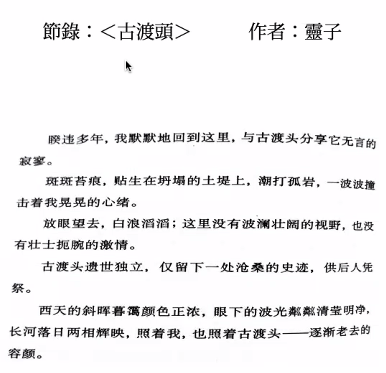 節錄：＜古渡頭＞ 作者：靈子
暌违多年，我默默地回到这里，与古渡头分享它无言的
寂寥。
斑斑苔痕，贴生在坍塌的土堤上，潮打孤岩，一波波撞
击着我晃晃的心绪。
放眼望去，白浪滔滔；这里没有波澜壮阔的视野，也没
有壮士扼腕的激情。
古渡头遗世独立，仅留下一处沧桑的史迹，供后人凭
祭。
西天的斜晖暮霭颜色正浓，眼下的波光粼粼清莹明净，
长河落日两相辉映，照着我，也照着古渡头——逐渐老去的
容颜。